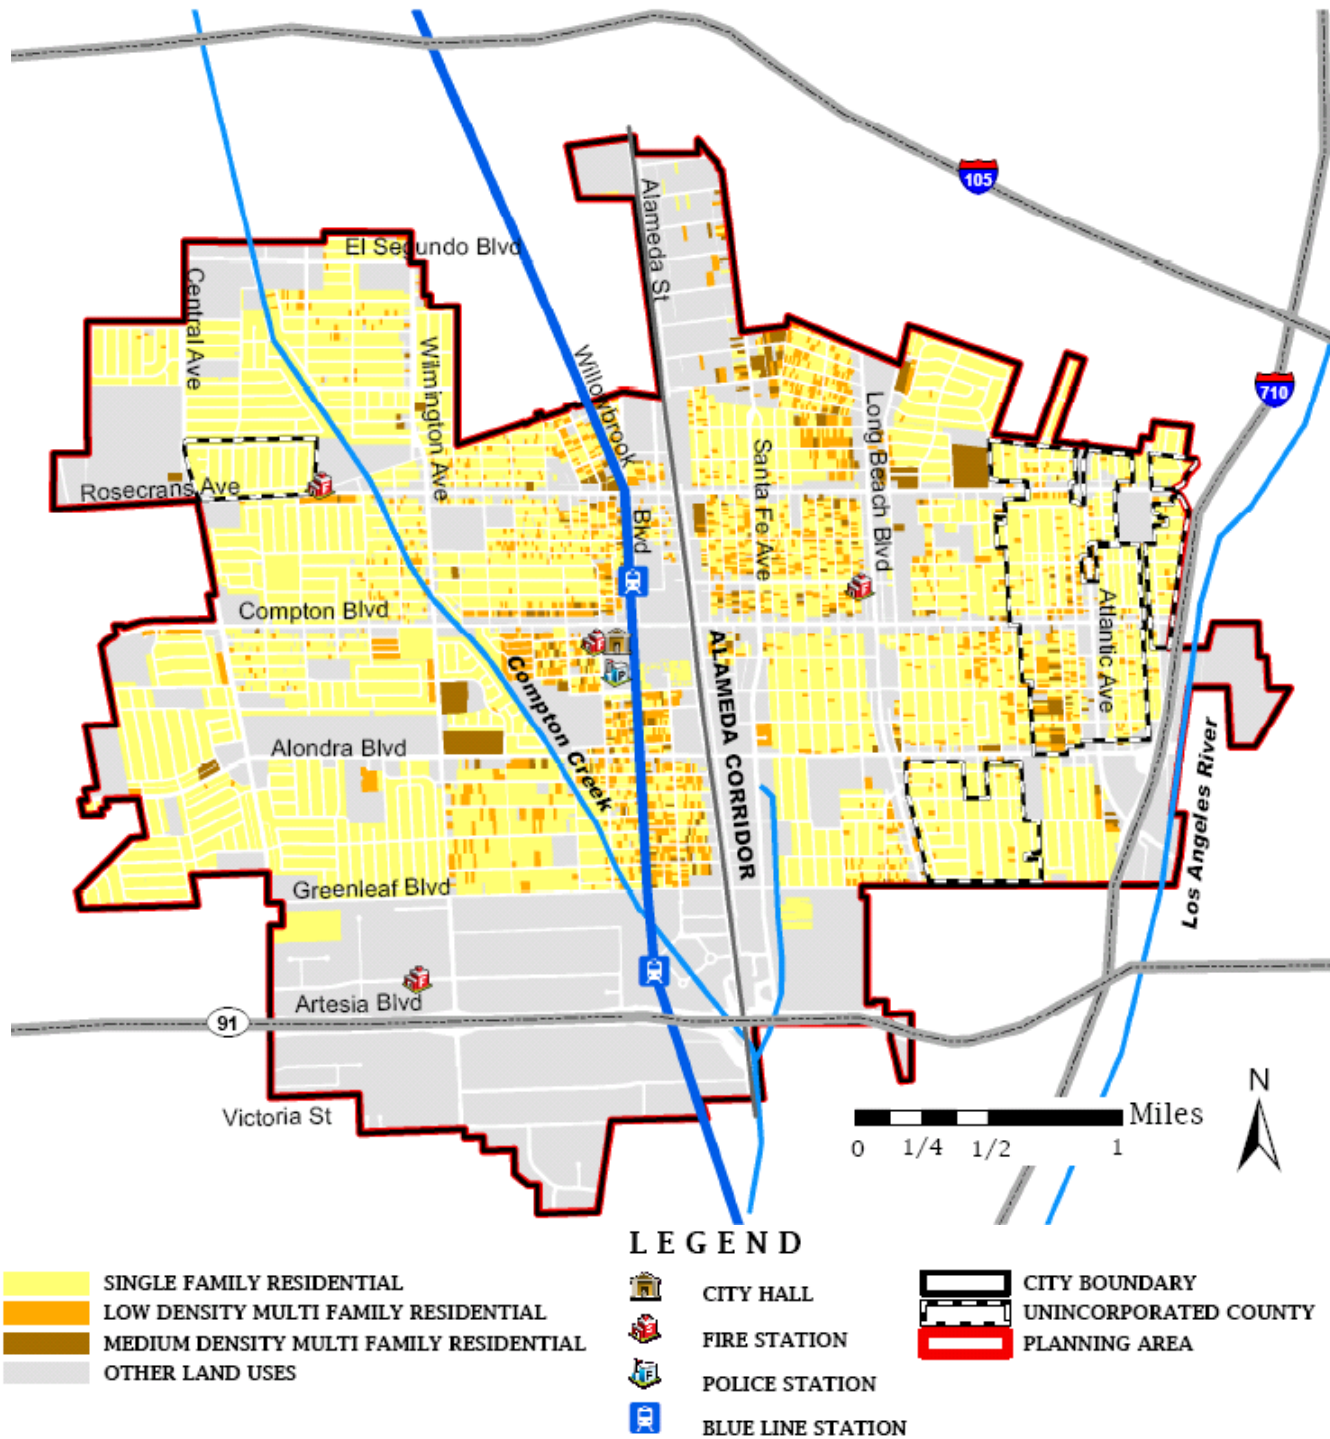 105
El Segundo Blvd
Alameda St
Central Ave
Wilmington Ave
Willowbrook
Blvd
710
Long Beach Blvd
Santa Fe Ave
Rosecrans Ave
Compton Blvd
Atlantic Ave
Compton Creek
ALAMEDA CORRIDOR
Alondra Blvd
Los Angeles River
Greenleaf Blvd
Artesia Blvd
91
Victoria St
N
Miles
0 1/4 1/2 1
LEGEND
SINGLE FAMILY RESIDENTIAL
LOW DENSITY MULTI FAMILY RESIDENTIAL
MEDIUM DENSITY MULTI FAMILY RESIDENTIAL
OTHER LAND USES
CITY HALL
FIRE STATION
POLICE STATION
BLUE LINE STATION
CITY BOUNDARY
UNINCORPORATED COUNTY
PLANNING AREA